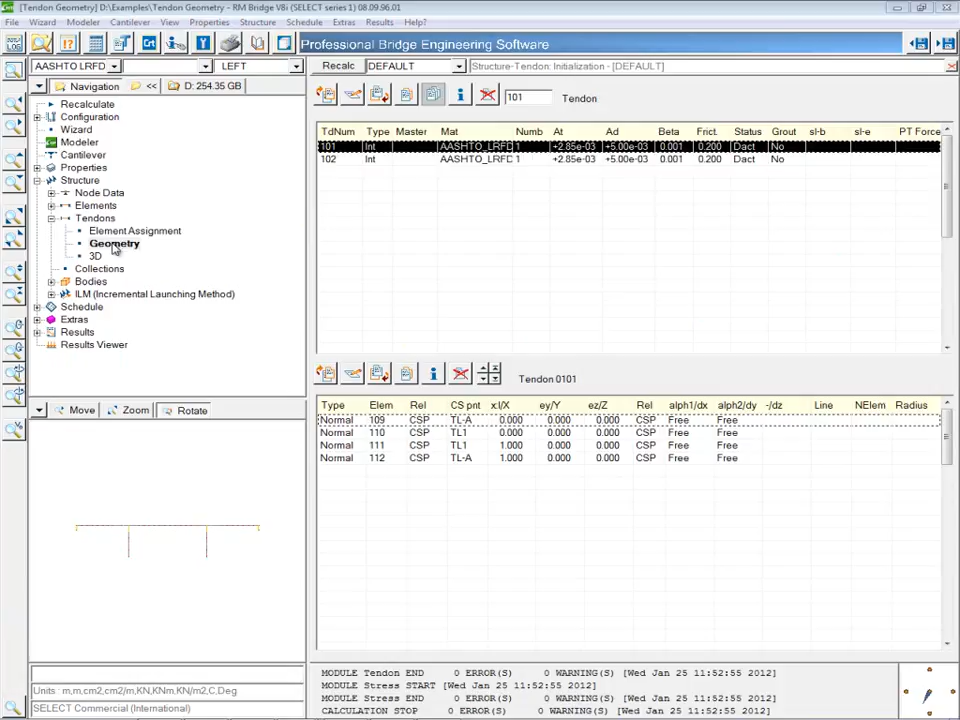 [Tendon Geometry] D:\Examples\Tendon Geometry - RM Bridge V8i (SELECT series 1) 08.09.96.01
File Wizard Modeler Cantilever View Properties Structure Schedule Extras Results Help?
Professional Bridge Engineering Software
AASHTO LRFD LEFT Recalc DEFAULT Structure-Tendon: Initialization - [DEFAULT]
Navigation << D: 254.35 GB
101 Tendon
Recalculate
Configuration
Wizard
Modeler
Cantilever
Properties
Structure
Node Data
Elements
Tendons
Element Assignment
Geometry
3D
Collections
Bodies
ILM (Incremental Launching Method)
Schedule
Extras
Results
Results Viewer
TdNum Type Master Mat Numb At Ad Beta Frict. Status Grout sl-b sl-e PT Force
101 Int AASHTO_LRFD 1 +2.85e-03 +5.00e-03 0.001 0.200 Dact No
102 Int AASHTO_LRFD 1 +2.85e-03 +5.00e-03 0.001 0.200 Dact No
Tendon 0101
Type Elem Rel CS pnt x:l/X ey/Y ez/Z Rel alph1/dx alph2/dy -/dz Line NElem Radius
Normal 109 CSP TL-A 0.000 0.000 0.000 CSP Free Free
Normal 110 CSP TL1 0.000 0.000 0.000 CSP Free Free
Normal 111 CSP TL1 1.000 0.000 0.000 CSP Free Free
Normal 112 CSP TL-A 1.000 0.000 0.000 CSP Free Free
Move Zoom Rotate
Units : m,m,cm2,cm2/m,KN,KNm,KN/m2,C,Deg
SELECT Commercial (International)
MODULE Tendon END 0 ERROR(S) 0 WARNING(S) [Wed Jan 25 11:52:55 2012]
MODULE Stress START [Wed Jan 25 11:52:55 2012]
MODULE Stress END 0 ERROR(S) 0 WARNING(S) [Wed Jan 25 11:52:55 2012]
CALCULATION STOP 0 ERROR(S) 0 WARNING(S) [Wed Jan 25 11:52:55 2012]